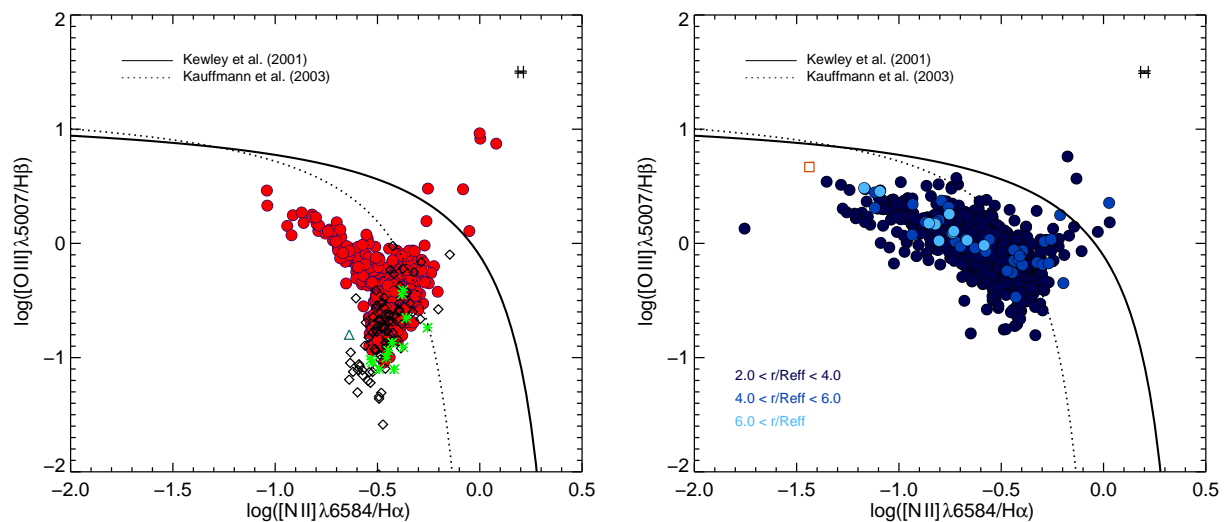 Kewley et al. (2001)
Kauffmann et al. (2003)
log([O III] λ5007/Hβ)
2
1
0
−1
−2
−2.0 −1.5 −1.0 −0.5 0.0 0.5
log([N II] λ6584/Hα)
Kewley et al. (2001)
Kauffmann et al. (2003)
log([O III] λ5007/Hβ)
2
1
0
−1
−2
2.0 < r/Reff < 4.0
4.0 < r/Reff < 6.0
6.0 < r/Reff
−2.0 −1.5 −1.0 −0.5 0.0 0.5
log([N II] λ6584/Hα)